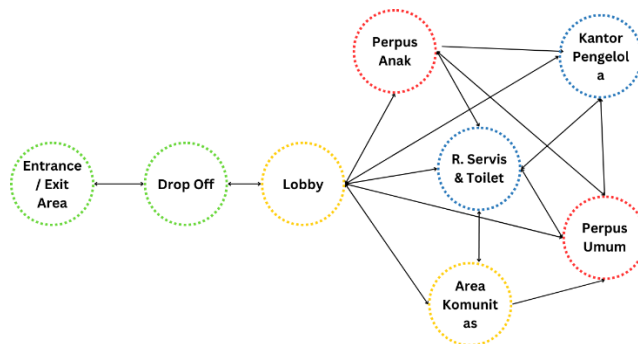 Entrance
/ Exit
Area
Drop Off
Lobby
Perpus
Anak
Kantor
Pengelol
a
R. Servis
& Toilet
Perpus
Umum
Area
Komunit
as